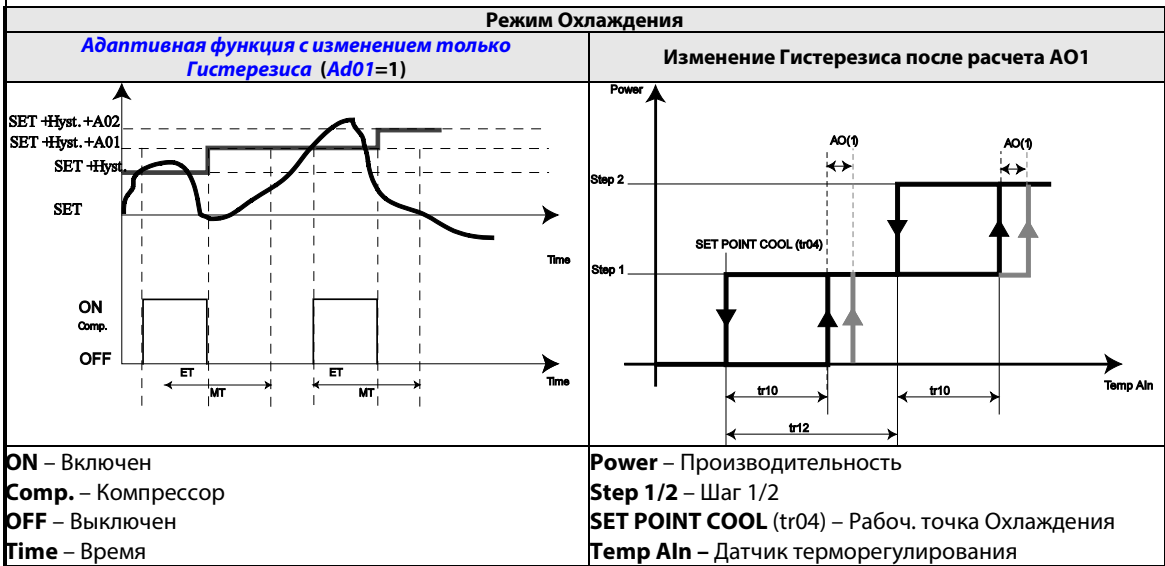 Режим Охлаждения
Адаптивная функция с изменением только
Гистерезиса (Ad01=1)
SET +Hyst. +A02
SET +Hyst. +A01
SET +Hyst.
SET
Time
ON
Comp.
OFF
ET
MT
ET
MT
Time
Изменение Гистерезиса после расчета АО1
Power
AO(1)
AO(1)
Step 2
SET POINT COOL (tr04)
Step 1
Temp AIn
tr10
tr10
tr12
ON – Включен
Comp. – Компрессор
OFF – Выключен
Time – Время
Power – Производительность
Step 1/2 – Шаг 1/2
SET POINT COOL (tr04) – Рабоч. точка Охлаждения
Temp AIn – Датчик терморегулирования